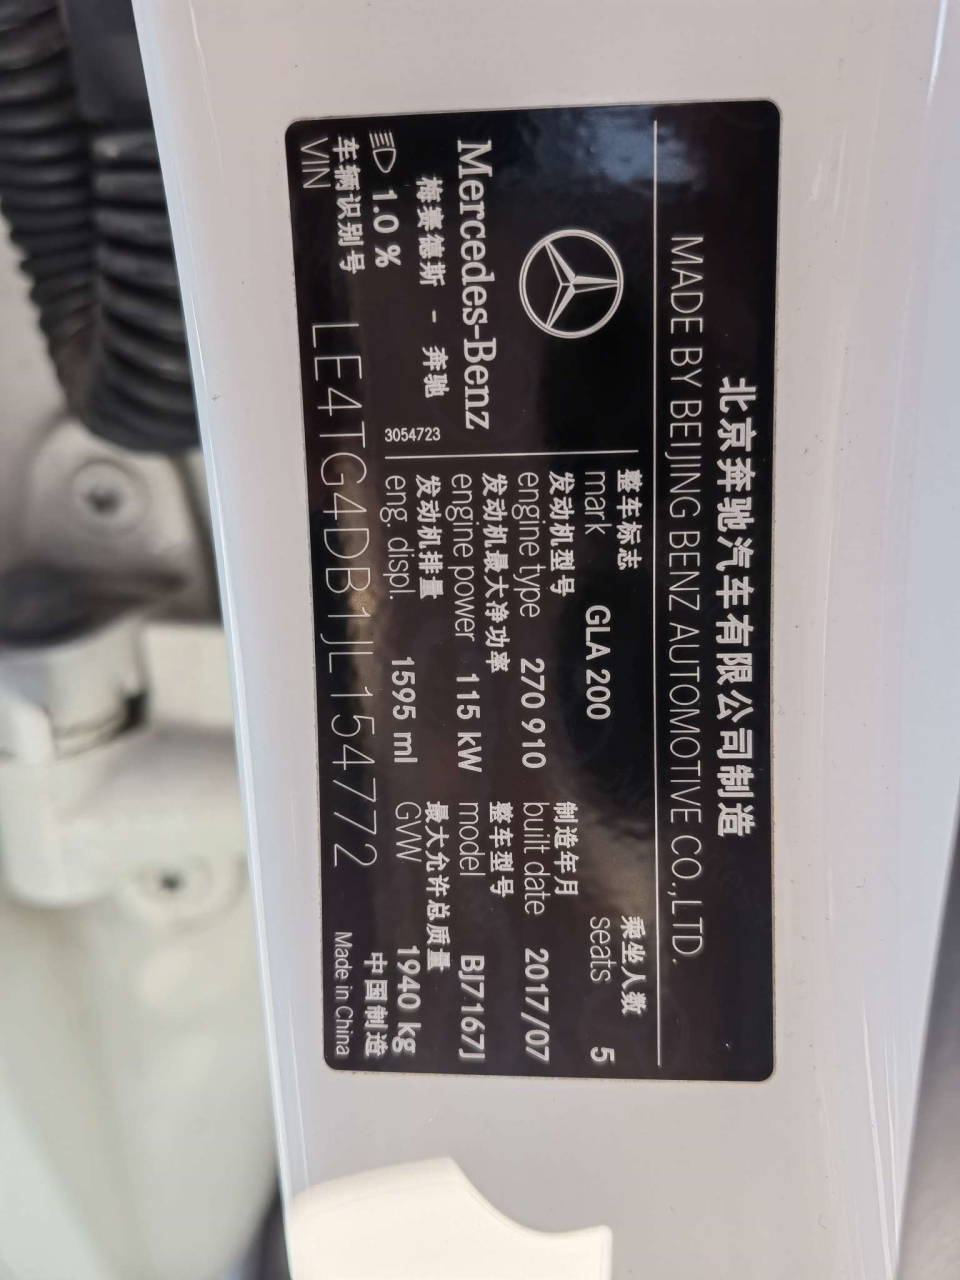 北京奔驰汽车有限公司制造
MADE BY BEIJING BENZ AUTOMOTIVE CO.,LTD.
Mercedes-Benz
梅赛德斯 - 奔驰
1.0 %
3054723
整车标志
mark GLA 200
乘坐人数
seats 5
发动机型号
engine type 270 910
制造年月
built date 2017/07
发动机最大净功率
engine power 115 kW
整车型号
model BJ7167J
发动机排量
eng. displ. 1595 ml
最大允许总质量
GVW 1940 kg
车辆识别号
VIN LE4TG4DB1JL154772
中国制造
Made in China